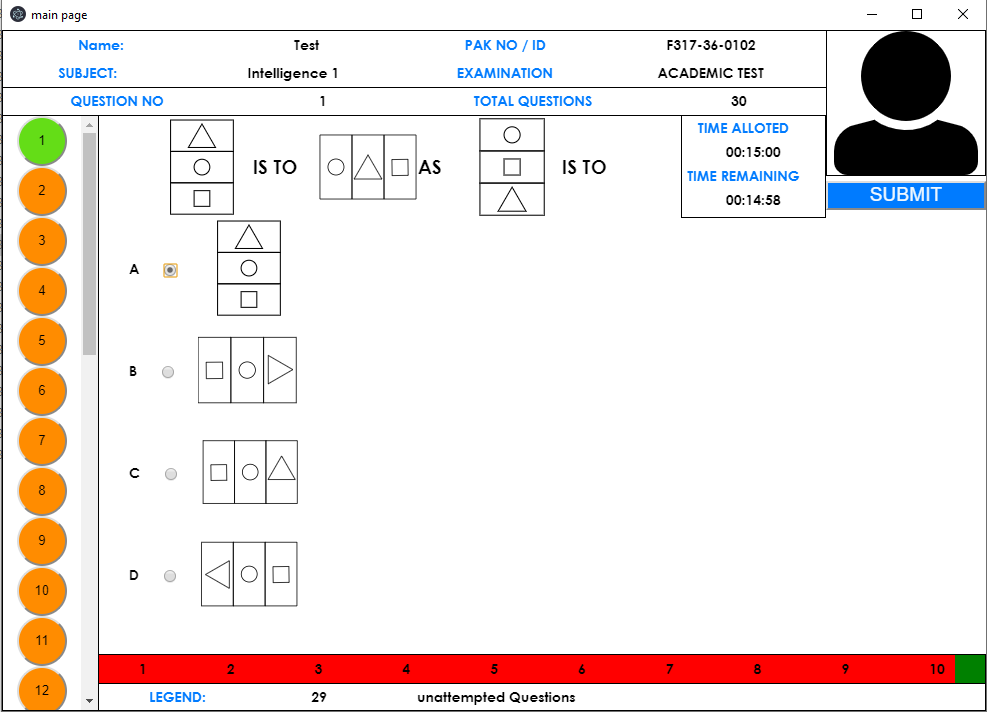 main page
Name: Test PAK NO / ID F317-36-0102
SUBJECT: Intelligence 1 EXAMINATION ACADEMIC TEST
QUESTION NO 1 TOTAL QUESTIONS 30
TIME ALLOTED
00:15:00
TIME REMAINING
00:14:58
SUBMIT
1
2
3
4
5
6
7
8
9
10
11
12
IS TO AS IS TO
A
B
C
D
1 2 3 4 5 6 7 8 9 10
LEGEND: 29 unattempted Questions